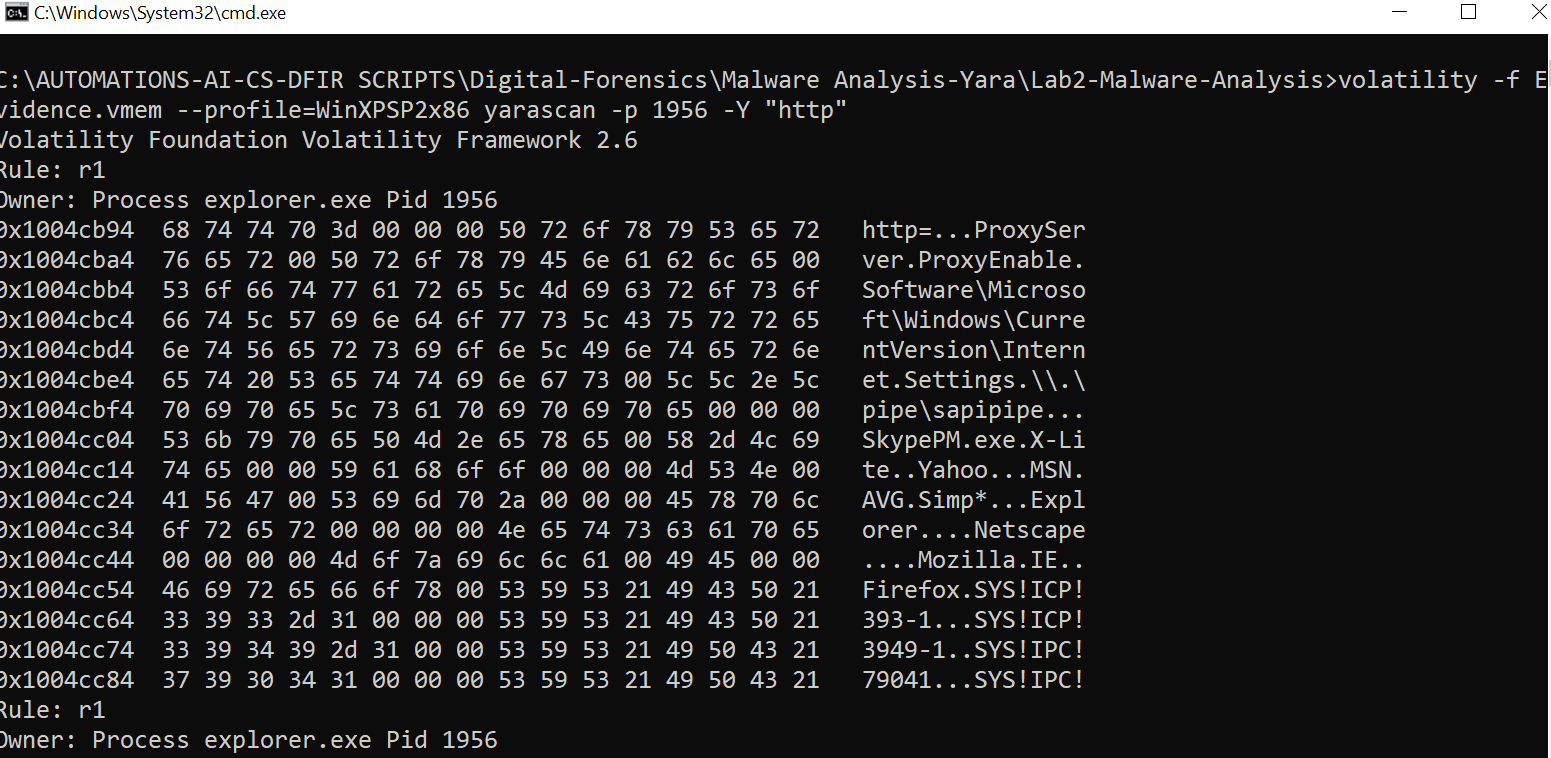 C:\Windows\System32\cmd.exe
C:\AUTOMATIONS-AI-CS-DFIR SCRIPTS\Digital-Forensics\Malware Analysis-Yara\Lab2-Malware-Analysis>volatility -f E
vidence.vmem --profile=WinXPSP2x86 yarascan -p 1956 -Y "http"
Volatility Foundation Volatility Framework 2.6
Rule: r1
Owner: Process explorer.exe Pid 1956
0x1004cb94  68 74 74 70 3d 00 00 00 50 72 6f 78 79 53 65 72   http=...ProxySer
0x1004cba4  76 65 72 00 50 72 6f 78 79 45 6e 61 62 6c 65 00   ver.ProxyEnable.
0x1004cbb4  53 6f 66 74 77 61 72 65 5c 4d 69 63 72 6f 73 6f   Software\Microso
0x1004cbc4  66 74 5c 57 69 6e 64 6f 77 73 5c 43 75 72 72 65   ft\Windows\Curre
0x1004cbd4  6e 74 56 65 72 73 69 6f 6e 5c 49 6e 74 65 72 6e   ntVersion\Intern
0x1004cbe4  65 74 20 53 65 74 74 69 6e 67 73 00 5c 5c 2e 5c   et.Settings.\\.\
0x1004cbf4  70 69 70 65 5c 73 61 70 69 70 69 70 65 00 00 00   pipe\sapipipe...
0x1004cc04  53 6b 79 70 65 50 4d 2e 65 78 65 00 58 2d 4c 69   SkypePM.exe.X-Li
0x1004cc14  74 65 00 00 59 61 68 6f 6f 00 00 00 4d 53 4e 00   te..Yahoo...MSN.
0x1004cc24  41 56 47 00 53 69 6d 70 2a 00 00 00 45 78 70 6c   AVG.Simp*...Expl
0x1004cc34  6f 72 65 72 00 00 00 00 4e 65 74 73 63 61 70 65   orer....Netscape
0x1004cc44  00 00 00 00 4d 6f 7a 69 6c 6c 61 00 49 45 00 00   ....Mozilla.IE..
0x1004cc54  46 69 72 65 66 6f 78 00 53 59 53 21 49 43 50 21   Firefox.SYS!ICP!
0x1004cc64  33 39 33 2d 31 00 00 00 53 59 53 21 49 43 50 21   393-1...SYS!ICP!
0x1004cc74  33 39 34 39 2d 31 00 00 53 59 53 21 49 50 43 21   3949-1..SYS!IPC!
0x1004cc84  37 39 30 34 31 00 00 00 53 59 53 21 49 50 43 21   79041...SYS!IPC!
Rule: r1
Owner: Process explorer.exe Pid 1956